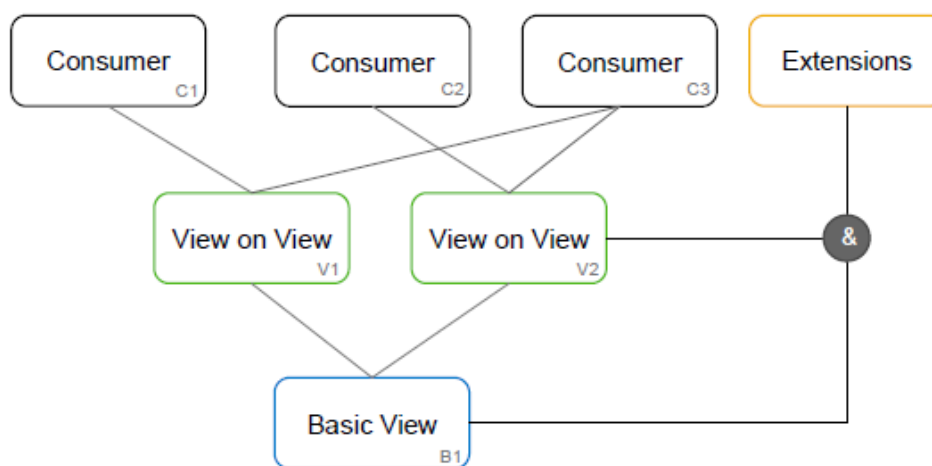 Consumer
C1
Consumer
C2
Consumer
C3
Extensions
View on View
V1
View on View
V2
&
Basic View
B1